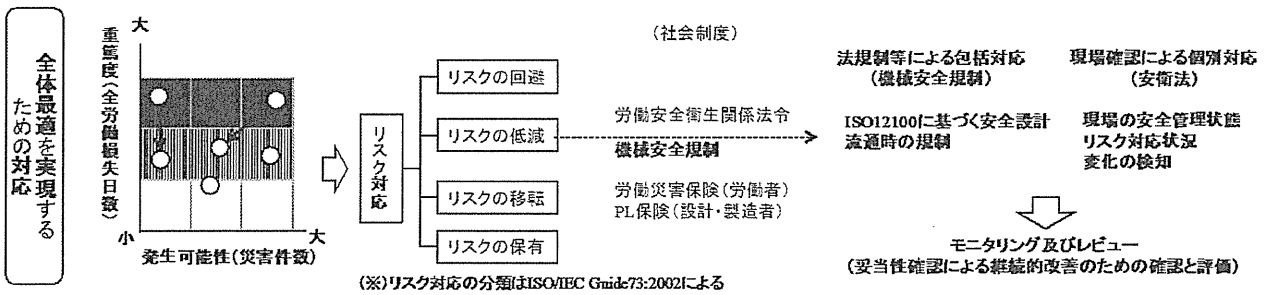 全体最適を実現する
ための対応
重篤度(全労働損失日数)
大
小
大
発生可能性(災害件数)
リスク対応
リスクの回避
リスクの低減
リスクの移転
リスクの保有
(※)リスク対応の分類はISO/IEC Guide73:2002による
(社会制度)
労働安全衛生関係法令
機械安全規制
労働災害保険(労働者)
PL保険(設計・製造者)
法規制等による包括対応
(機械安全規制)
ISO12100に基づく安全設計
流通時の規制
現場確認による個別対応
(安衛法)
現場の安全管理状態
リスク対応状況
変化の検知
モニタリング及びレビュー
(妥当性確認による継続的改善のための確認と評価)